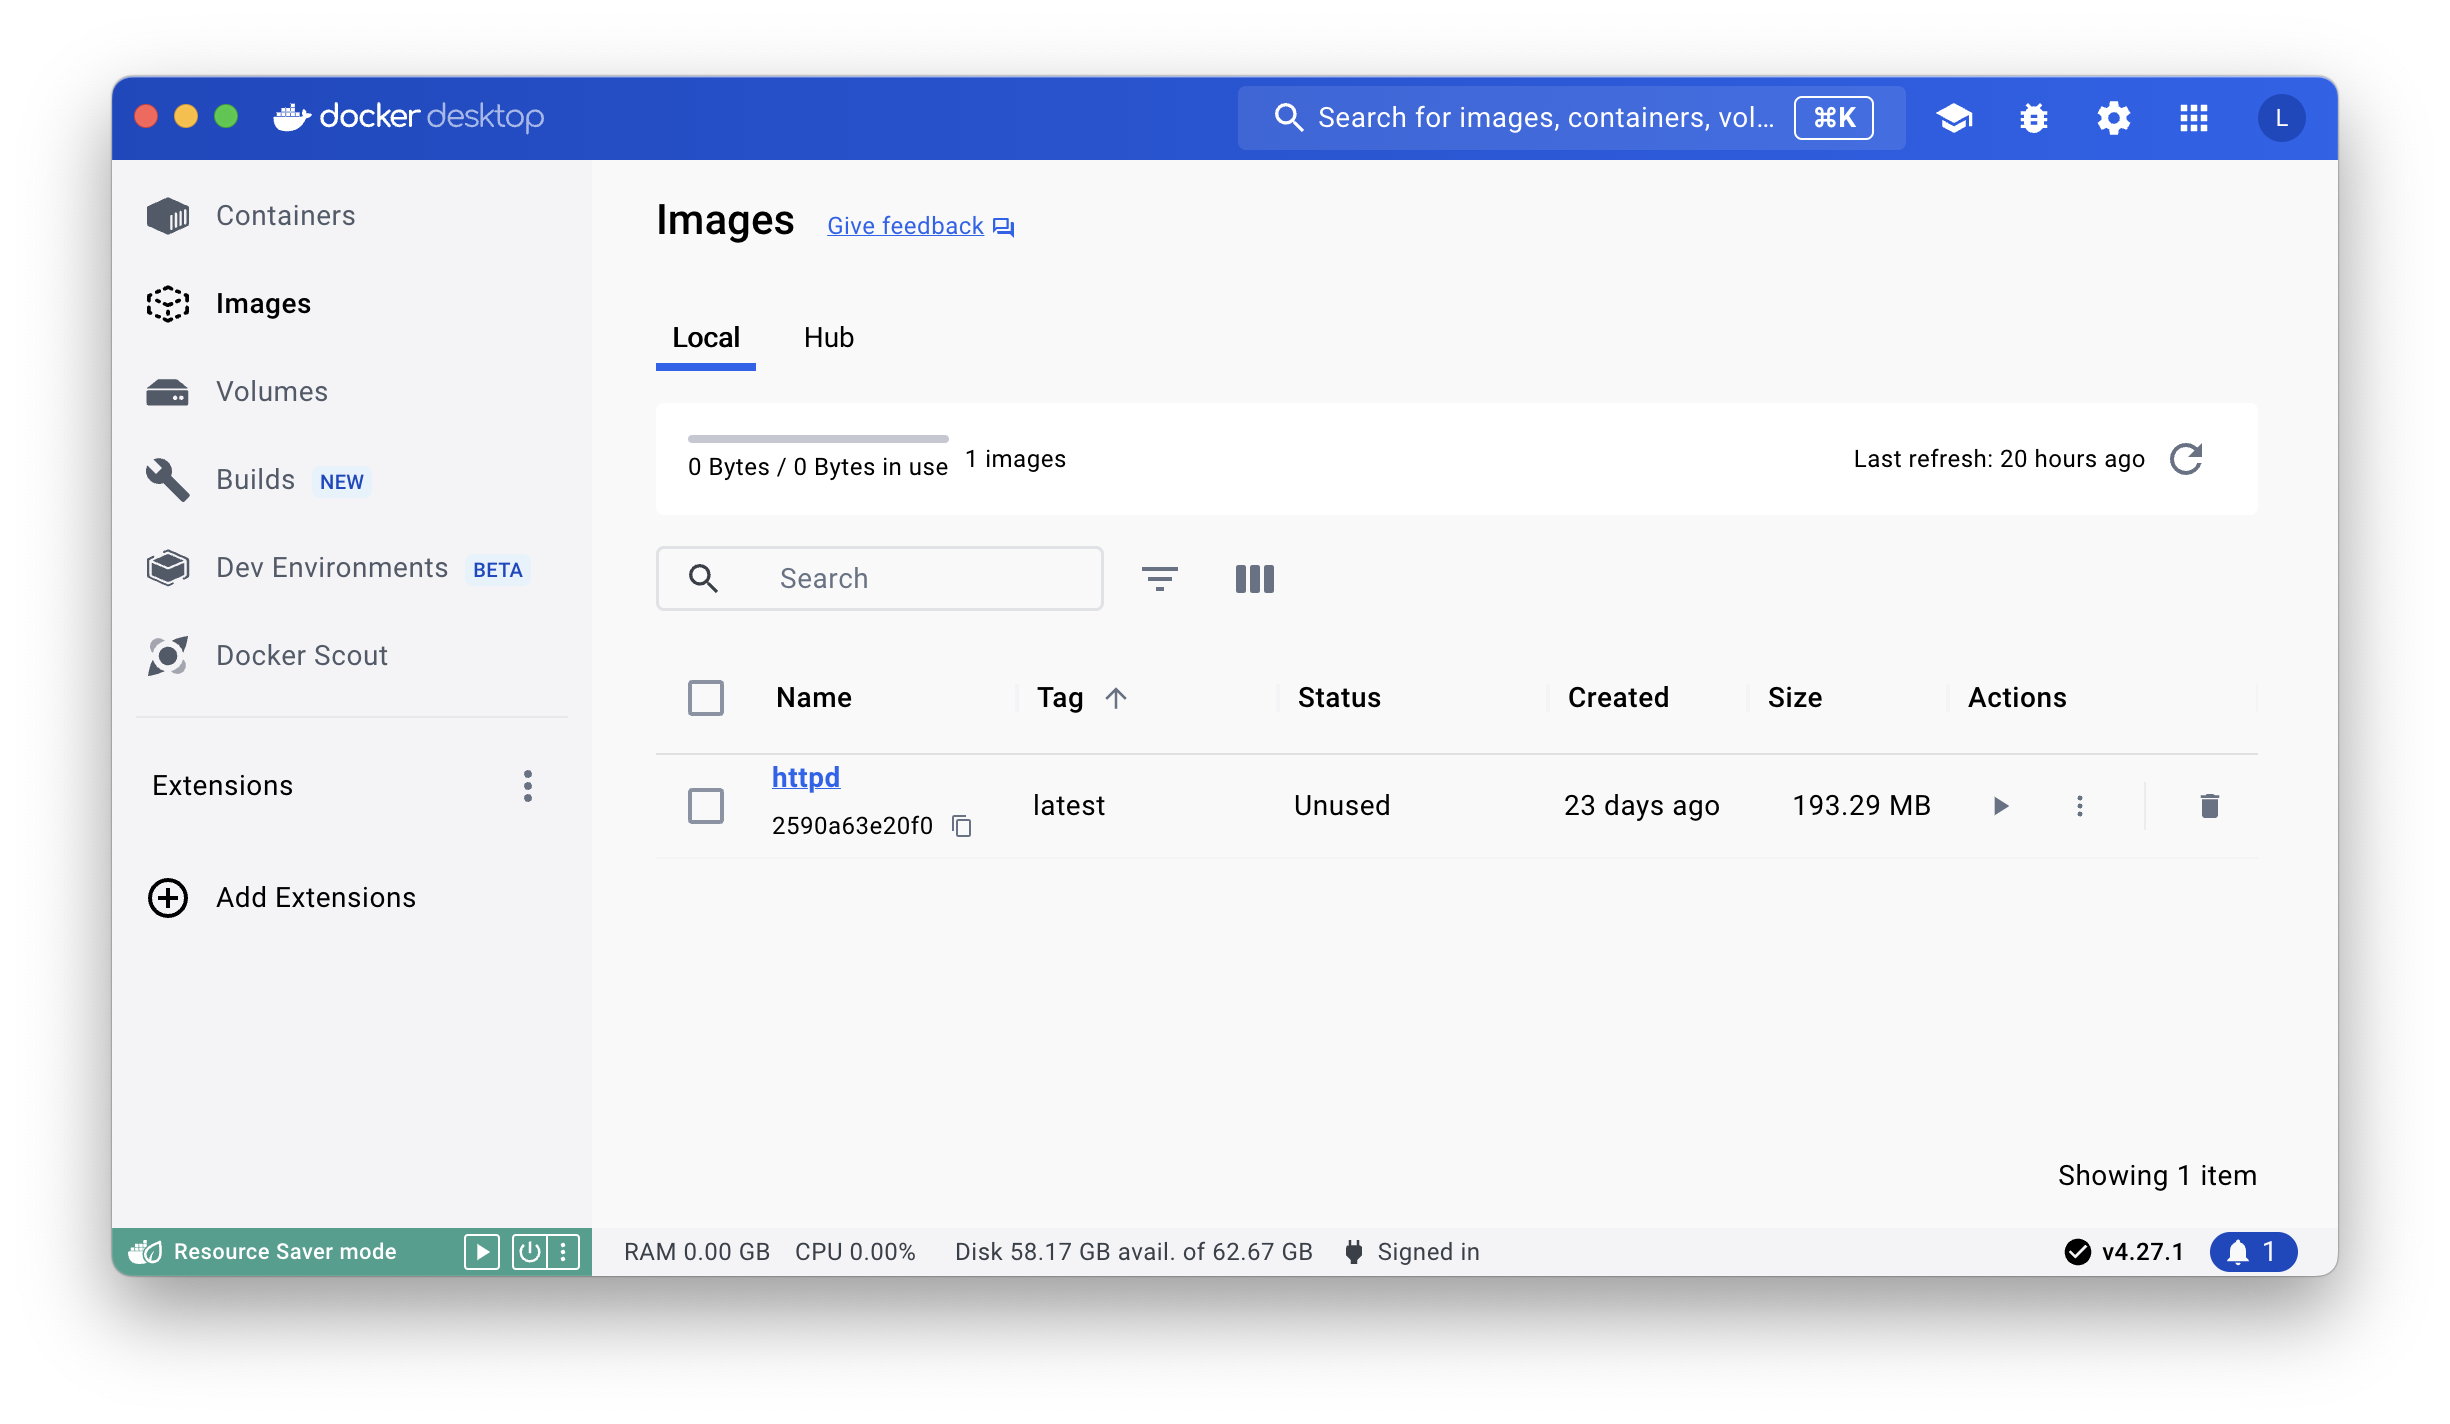 docker desktop
Search for images, containers, vol... ⌘K
L
Containers
Images
Volumes
Builds NEW
Dev Environments BETA
Docker Scout
Extensions
Add Extensions
Images Give feedback
Local Hub
0 Bytes / 0 Bytes in use 1 images
Last refresh: 20 hours ago
Search
Name Tag Status Created Size Actions
httpd
2590a63e20f0
latest Unused 23 days ago 193.29 MB
Showing 1 item
Resource Saver mode
RAM 0.00 GB CPU 0.00% Disk 58.17 GB avail. of 62.67 GB Signed in
v4.27.1 1